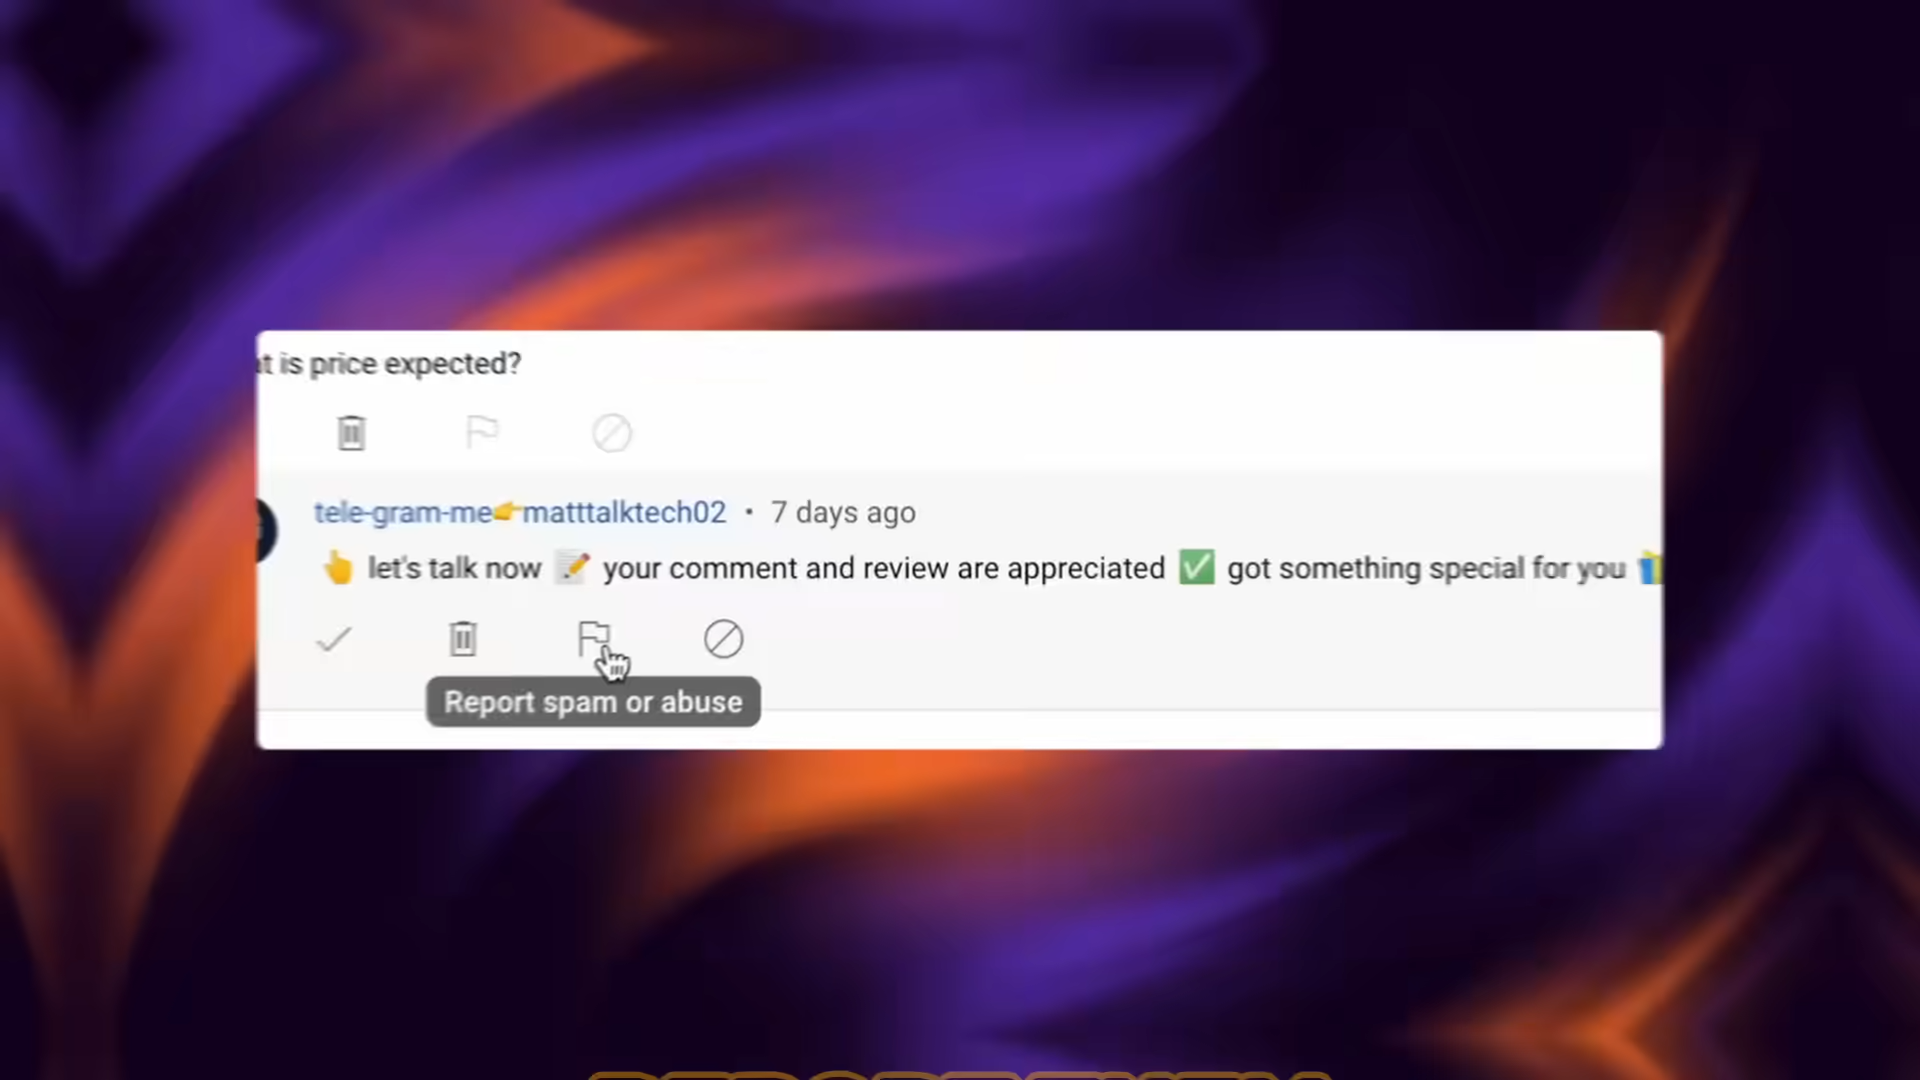 t is price expected?
tele-gram-me👉matttalktech02 • 7 days ago
👆 let's talk now 📝 your comment and review are appreciated ✅ got something special for you 🎁
Report spam or abuse